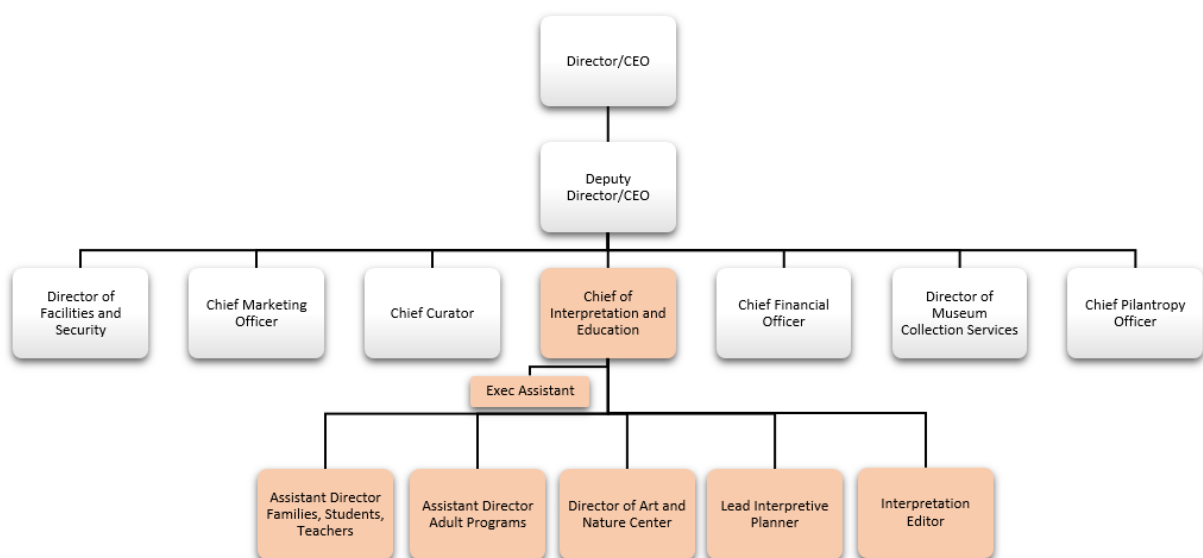 Director/CEO
Deputy
Director/CEO
Director of
Facilities and
Security
Chief Marketing
Officer
Chief Curator
Chief of
Interpretation and
Education
Chief Financial
Officer
Director of
Museum
Collection Services
Chief Pilantropy
Officer
Exec Assistant
Assistant Director
Families, Students,
Teachers
Assistant Director
Adult Programs
Director of Art and
Nature Center
Lead Interpretive
Planner
Interpretation
Editor